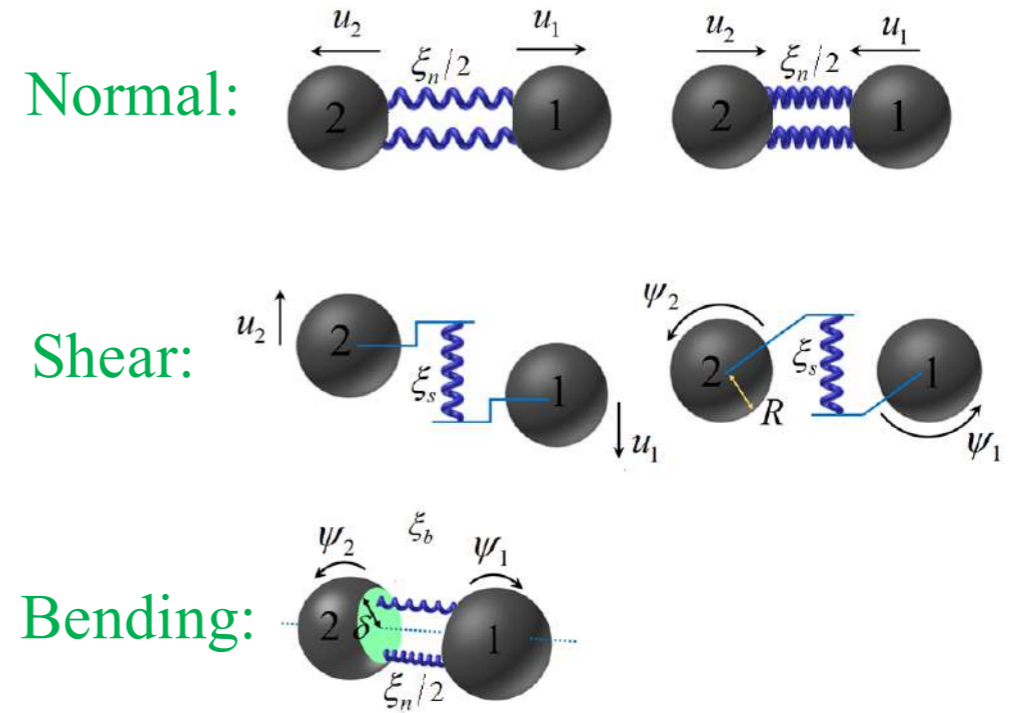 Normal:
u₂ ξₙ/2 u₁
2 1
u₂ ξₙ/2 u₁
2 1
Shear:
u₂ 2 ξₛ 1 u₁
ψ₂ 2 R ξₛ 1 ψ₁
Bending:
ψ₂ ξ_b ψ₁
2 δ 1
ξₙ/2